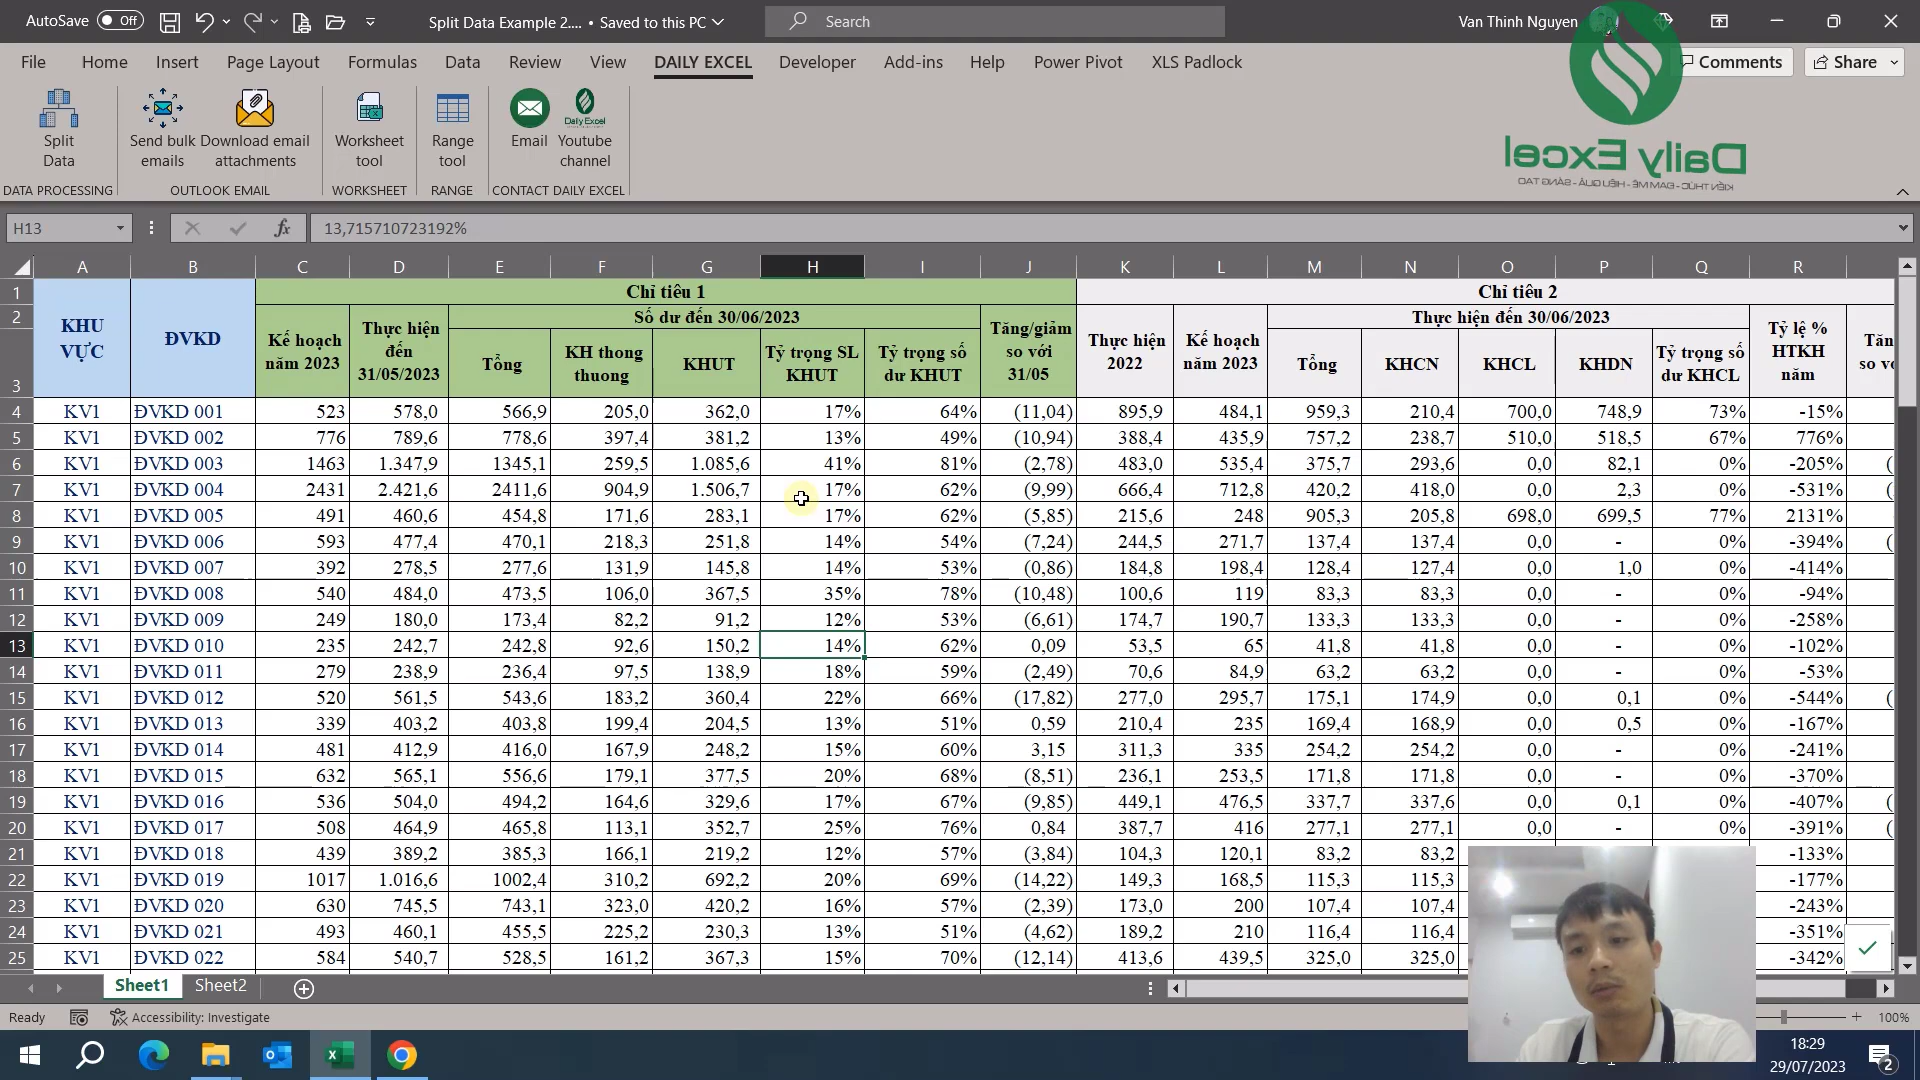 AutoSave Off Split Data Example 2.... • Saved to this PC Search Van Thinh Nguyen
File Home Insert Page Layout Formulas Data Review View DAILY EXCEL Developer Add-ins Help Power Pivot XLS Padlock Comments Share
Split Data Send bulk emails Download email attachments Worksheet tool Range tool Email Youtube channel
Daily Excel
DATA PROCESSING OUTLOOK EMAIL WORKSHEET RANGE CONTACT DAILY EXCEL
Daily Excel
KIẾN THỨC - ĐAM MÊ - HIỆU QUẢ - SÁNG TẠO
H13 fx 13,715710723192%
A B C D E F G H I J K L M N O P Q R
1 Chỉ tiêu 1 Chỉ tiêu 2
2 Số dư đến 30/06/2023 Thực hiện đến 30/06/2023
3 KHU VỰC ĐVKD Kế hoạch năm 2023 Thực hiện đến 31/05/2023 Tổng KH thong thuong KHUT Tỷ trọng SL KHUT Tỷ trọng số dư KHUT Tăng/giảm so với 31/05 Thực hiện 2022 Kế hoạch năm 2023 Tổng KHCN KHCL KHDN Tỷ trọng số dư KHCL Tỷ lệ % HTKH năm
4 KV1 ĐVKD 001 523 578,0 566,9 205,0 362,0 17% 64% (11,04) 895,9 484,1 959,3 210,4 700,0 748,9 73% -15%
5 KV1 ĐVKD 002 776 789,6 778,6 397,4 381,2 13% 49% (10,94) 388,4 435,9 757,2 238,7 510,0 518,5 67% 776%
6 KV1 ĐVKD 003 1463 1.347,9 1345,1 259,5 1.085,6 41% 81% (2,78) 483,0 535,4 375,7 293,6 0,0 82,1 0% -205% (
7 KV1 ĐVKD 004 2431 2.421,6 2411,6 904,9 1.506,7 17% 62% (9,99) 666,4 712,8 420,2 418,0 0,0 2,3 0% -531% (
8 KV1 ĐVKD 005 491 460,6 454,8 171,6 283,1 17% 62% (5,85) 215,6 248 905,3 205,8 698,0 699,5 77% 2131%
9 KV1 ĐVKD 006 593 477,4 470,1 218,3 251,8 14% 54% (7,24) 244,5 271,7 137,4 137,4 0,0 - 0% -394% (
10 KV1 ĐVKD 007 392 278,5 277,6 131,9 145,8 14% 53% (0,86) 184,8 198,4 128,4 127,4 0,0 1,0 0% -414%
11 KV1 ĐVKD 008 540 484,0 473,5 106,0 367,5 35% 78% (10,48) 100,6 119 83,3 83,3 0,0 - 0% -94%
12 KV1 ĐVKD 009 249 180,0 173,4 82,2 91,2 12% 53% (6,61) 174,7 190,7 133,3 133,3 0,0 - 0% -258%
13 KV1 ĐVKD 010 235 242,7 242,8 92,6 150,2 14% 62% 0,09 53,5 65 41,8 41,8 0,0 - 0% -102%
14 KV1 ĐVKD 011 279 238,9 236,4 97,5 138,9 18% 59% (2,49) 70,6 84,9 63,2 63,2 0,0 - 0% -53%
15 KV1 ĐVKD 012 520 561,5 543,6 183,2 360,4 22% 66% (17,82) 277,0 295,7 175,1 174,9 0,0 0,1 0% -544% (
16 KV1 ĐVKD 013 339 403,2 403,8 199,4 204,5 13% 51% 0,59 210,4 235 169,4 168,9 0,0 0,5 0% -167%
17 KV1 ĐVKD 014 481 412,9 416,0 167,9 248,2 15% 60% 3,15 311,3 335 254,2 254,2 0,0 - 0% -241%
18 KV1 ĐVKD 015 632 565,1 556,6 179,1 377,5 20% 68% (8,51) 236,1 253,5 171,8 171,8 0,0 - 0% -370%
19 KV1 ĐVKD 016 536 504,0 494,2 164,6 329,6 17% 67% (9,85) 449,1 476,5 337,7 337,6 0,0 0,1 0% -407% (
20 KV1 ĐVKD 017 508 464,9 465,8 113,1 352,7 25% 76% 0,84 387,7 416 277,1 277,1 0,0 - 0% -391% (
21 KV1 ĐVKD 018 439 389,2 385,3 166,1 219,2 12% 57% (3,84) 104,3 120,1 83,2 83,2 -133%
22 KV1 ĐVKD 019 1017 1.016,6 1002,4 310,2 692,2 20% 69% (14,22) 149,3 168,5 115,3 115,3 -177%
23 KV1 ĐVKD 020 630 745,5 743,1 323,0 420,2 16% 57% (2,39) 173,0 200 107,4 107,4 -243%
24 KV1 ĐVKD 021 493 460,1 455,5 225,2 230,3 13% 51% (4,62) 189,2 210 116,4 116,4 -351%
25 KV1 ĐVKD 022 584 540,7 528,5 161,2 367,3 15% 70% (12,14) 413,6 439,5 325,0 325,0 -342%
Sheet1 Sheet2
Ready Accessibility: Investigate 100%
18:29
29/07/2023 2